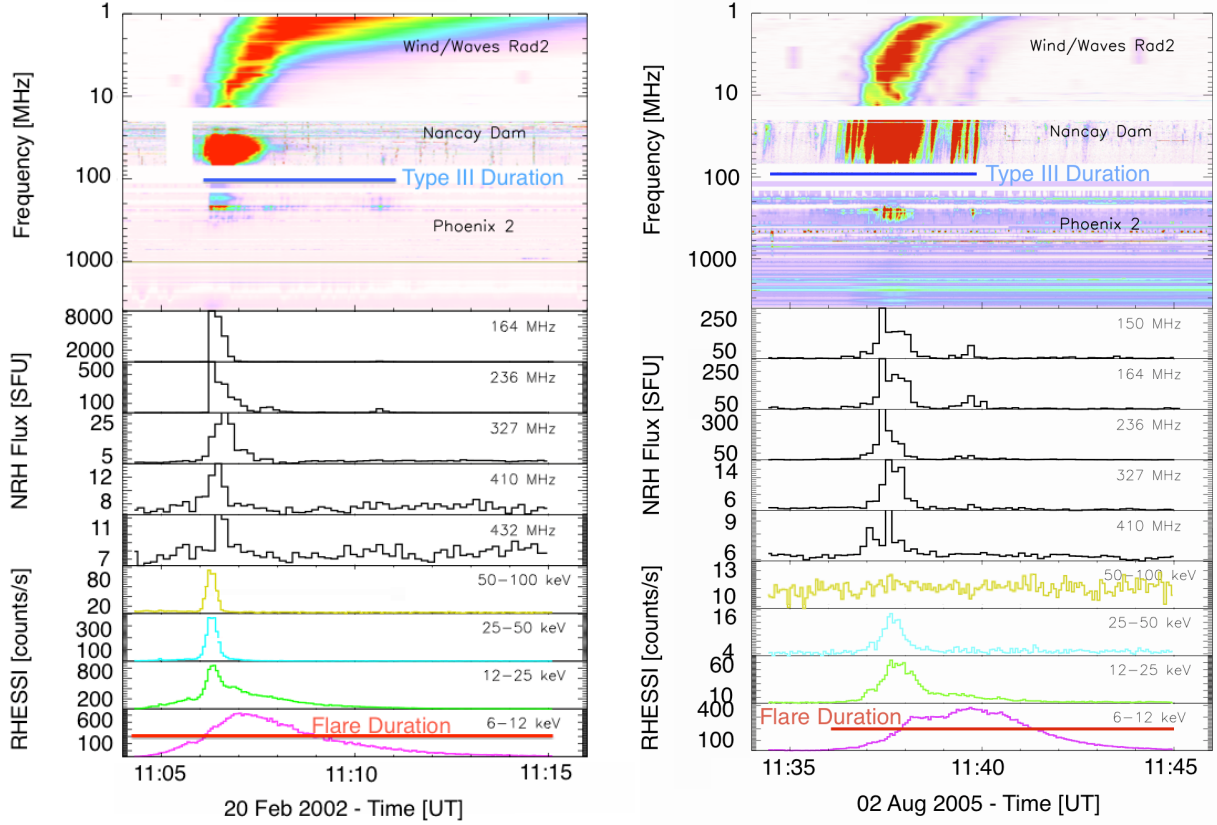 1
Wind/Waves Rad2
10
Nancay Dam
100
Type III Duration
Phoenix 2
1000
Frequency [MHz]
8000
164 MHz
2000
500
236 MHz
100
25
327 MHz
5
12
410 MHz
8
11
432 MHz
7
NRH Flux [SFU]
80
50-100 keV
20
300
25-50 keV
100
800
12-25 keV
200
600
Flare Duration
6-12 keV
100
RHESSI [counts/s]
11:05 11:10 11:15
20 Feb 2002 - Time [UT]
1
Wind/Waves Rad2
10
Nancay Dam
100
Type III Duration
Phoenix 2
1000
Frequency [MHz]
250
150 MHz
50
250
164 MHz
50
300
236 MHz
50
14
327 MHz
6
9
410 MHz
6
NRH Flux [SFU]
13
50-100 keV
10
16
25-50 keV
4
60
12-25 keV
10
400
Flare Duration
6-12 keV
100
RHESSI [counts/s]
11:35 11:40 11:45
02 Aug 2005 - Time [UT]